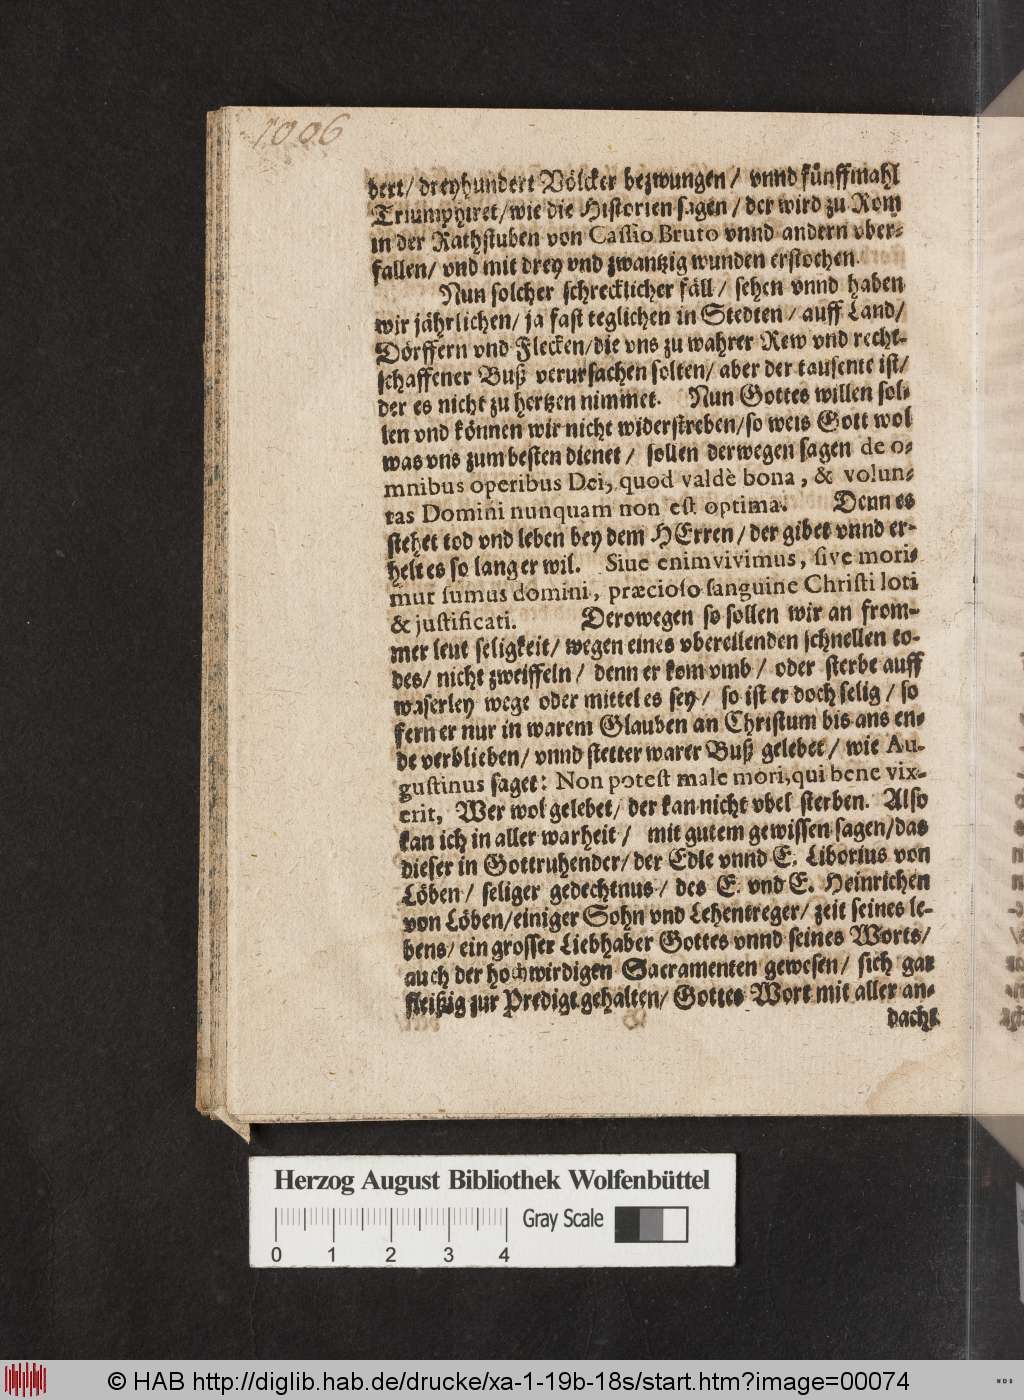 1006
dert/ dreyhundert Völcker bezwungen/ vnnd fünffmahl
Triumphiret/wie die Historien sagen/ der wird zu Rom
in der Rathstuben von Cassio Bruto vnnd andern vber-
fallen/ vnd mit drey vnd zwantzig wunden erstochen.
Nun solcher schrecklicher fäll/ sehen vnnd haben
wir jährlichen/ ja fast teglichen in Stedten/ auff Land/
Dörffern vnd Flecken/die vns zu wahrer Rew vnd recht-
schaffener Buß verursachen solten/ aber der tausente ist/
der es nicht zu hertzen nimmet. Nun Gottes willen sol-
len vnd können wir nicht widerstreben/so weis Gott wol
was vns zum besten dienet/ sollen derwegen sagen de o-
mnibus operibus Dei, quod valdè bona, & volun-
tas Domini nunquam non est optima. Denn es
stehet tod vnd leben bey dem HErren/ der gibet vnnd er-
helt es so lang er wil. Siue enim vivimus, sive mori-
mur sumus domini, præcioso sanguine Christi loti
& justificati. Derowegen so sollen wir an from-
mer leut seligkeit/ wegen eines vbereilenden schnellen to-
des/ nicht zweiffeln/ denn er kom vmb/ oder sterbe auff
waserley wege oder mittel es sey/ so ist er doch selig/ so
fern er nur in warem Glauben an Christum bis ans en-
de verblieben/ vnnd stetter warer Buß gelebet/ wie Au-
gustinus saget: Non potest male mori, qui bene vix-
erit, Wer wol gelebet/ der kan nicht vbel sterben. Also
kan ich in aller warheit/ mit gutem gewissen sagen/das
dieser in Gott ruhender/ der Edle vnnd E. Liborius von
Löben/ seliger gedechtnus/ des E. vnd E. Heinrichen
von Löben/einiger Sohn vnd Lehentreger/ zeit seines le-
bens/ ein grosser Liebhaber Gottes vnnd seines Worts/
auch der hochwirdigen Sacramenten gewesen/ sich gar
fleißig zur Predigt gehalten/ Gottes Wort mit aller an-
dacht
Herzog August Bibliothek Wolfenbüttel
Gray Scale
0 1 2 3 4
© HAB http://diglib.hab.de/drucke/xa-1-19b-18s/start.htm?image=00074